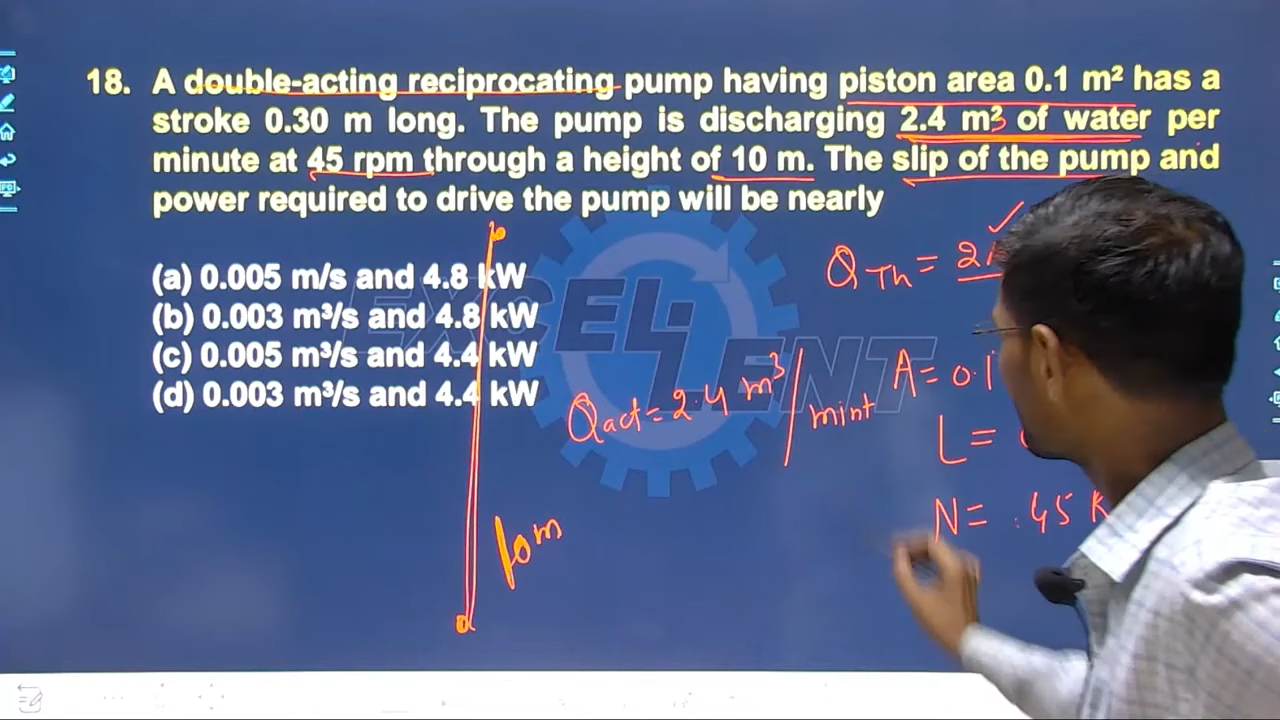 18. A double-acting reciprocating pump having piston area 0.1 m² has a
stroke 0.30 m long. The pump is discharging 2.4 m³ of water per
minute at 45 rpm through a height of 10 m. The slip of the pump and
power required to drive the pump will be nearly
(a) 0.005 m/s and 4.8 kW
(b) 0.003 m³/s and 4.8 kW
(c) 0.005 m³/s and 4.4 kW
(d) 0.003 m³/s and 4.4 kW
EXCELLENT
Q Th = 2
Qact = 2.4 m³/mint
A = 0.1
L =
N = 45
10m